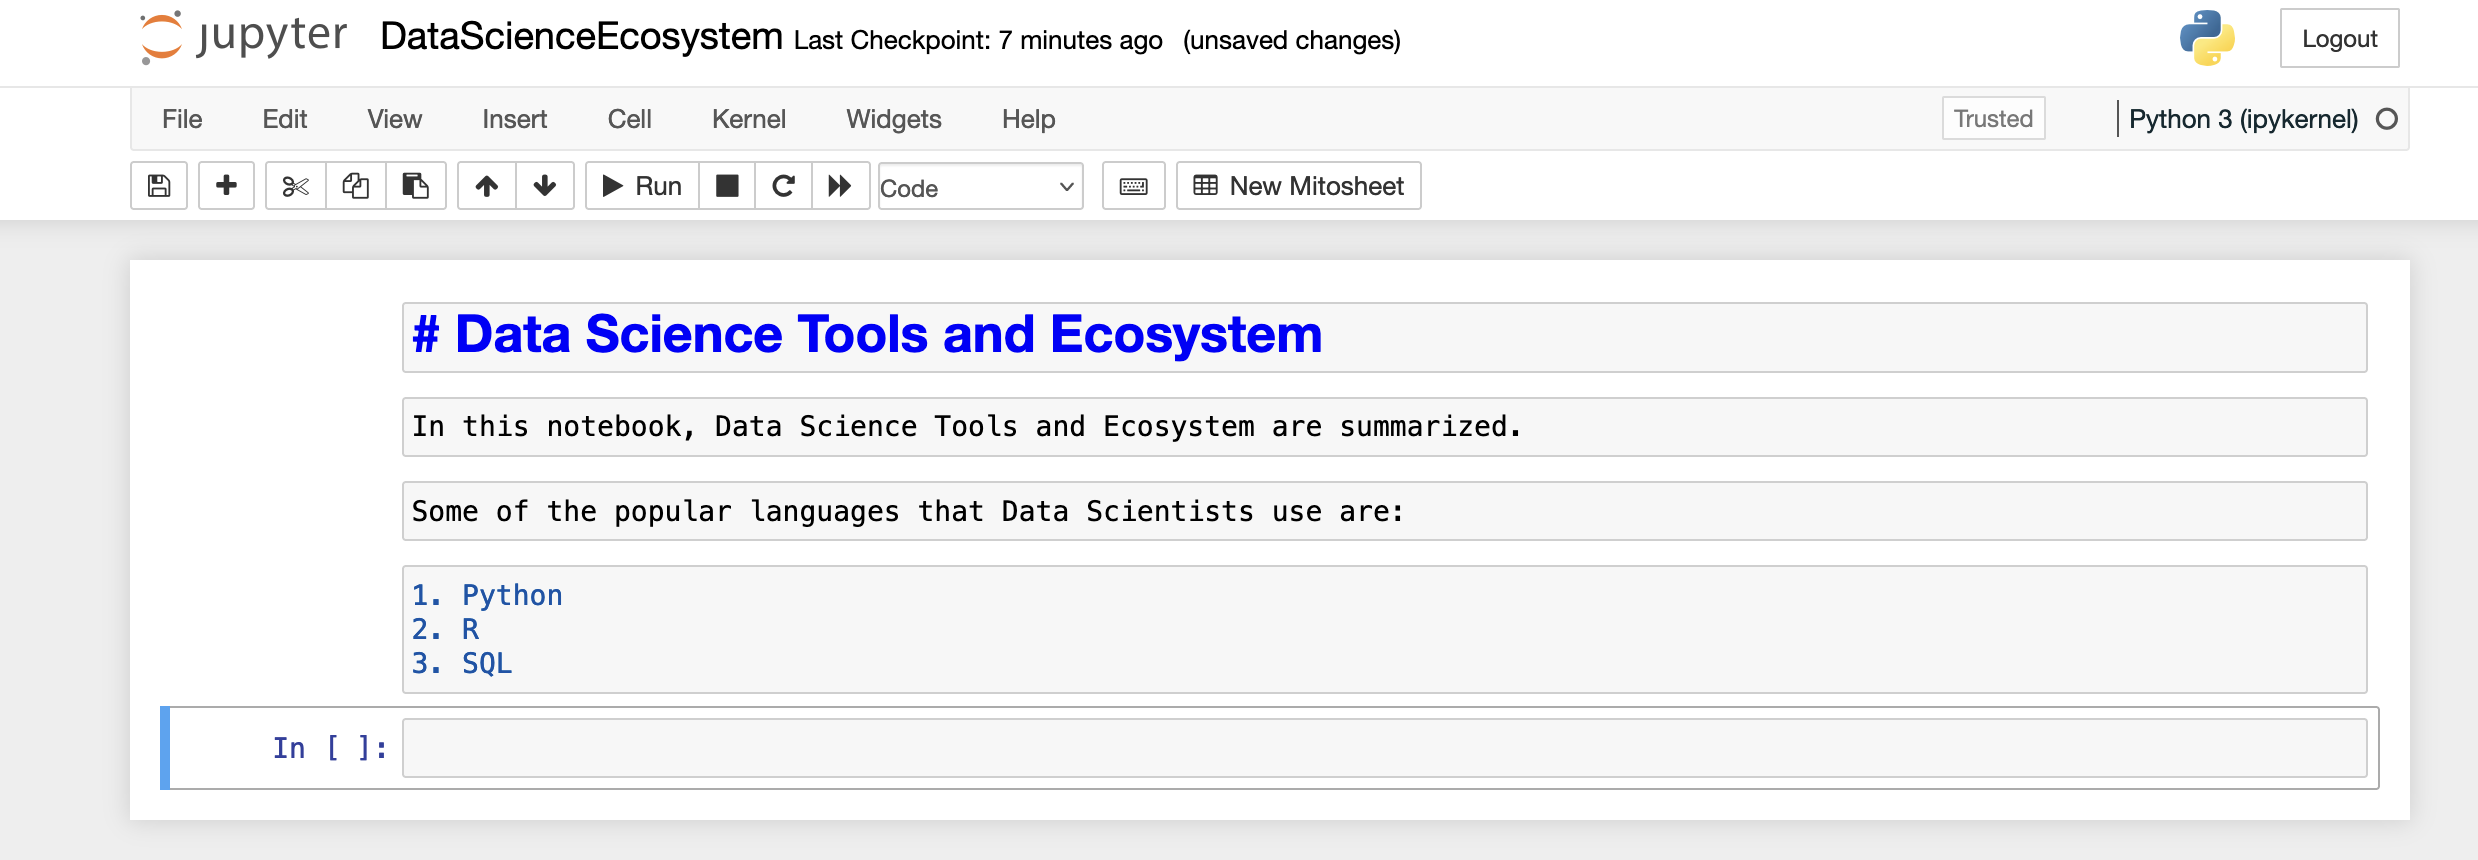 jupyter DataScienceEcosystem Last Checkpoint: 7 minutes ago (unsaved changes) Logout
File Edit View Insert Cell Kernel Widgets Help Trusted Python 3 (ipykernel)
Run Code New Mitosheet
# Data Science Tools and Ecosystem
In this notebook, Data Science Tools and Ecosystem are summarized.
Some of the popular languages that Data Scientists use are:
1. Python
2. R
3. SQL
In [ ]: